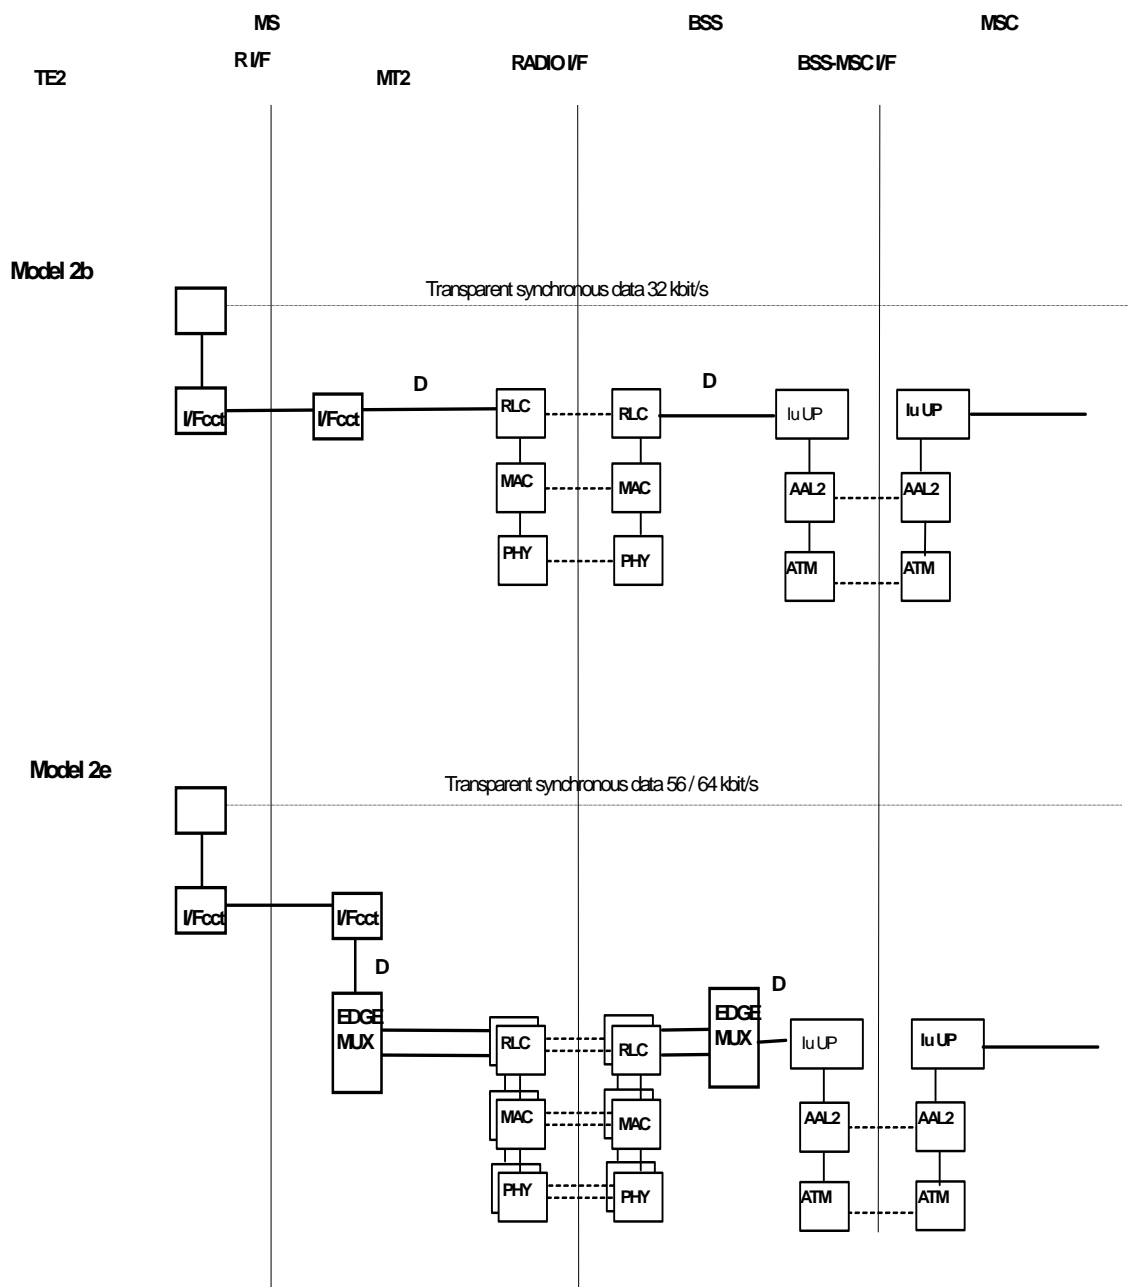 MS BSS MSC
R I/F RADIO I/F BSS-MSC I/F
TE2 MT2
Model 2b
Transparent synchronous data 32 kbit/s
D D
I/Fcct I/Fcct RLC RLC Iu UP Iu UP
MAC MAC AAL2 AAL2
PHY PHY ATM ATM
Model 2e
Transparent synchronous data 56 / 64 kbit/s
I/Fcct I/Fcct
D D
EDGE MUX EDGE MUX
RLC RLC Iu UP Iu UP
MAC MAC AAL2 AAL2
PHY PHY ATM ATM